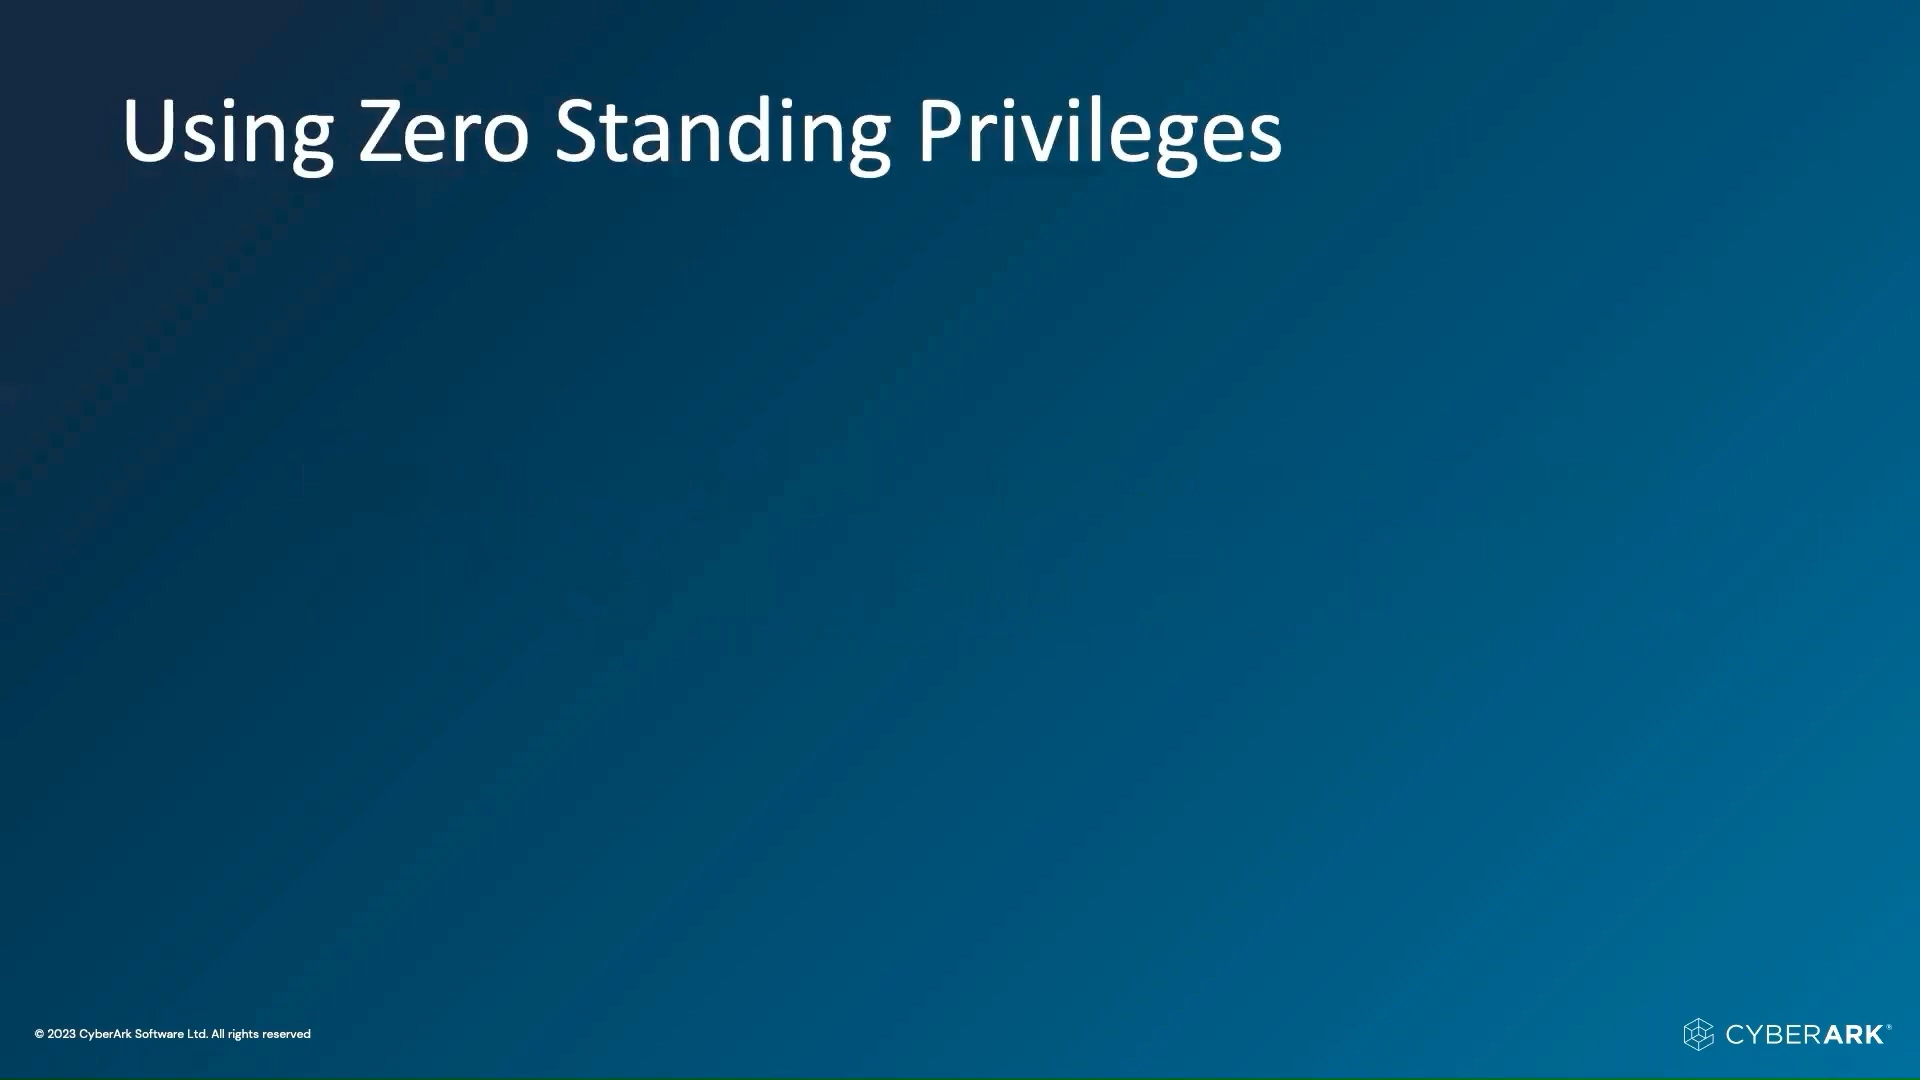 Using Zero Standing Privileges
© 2023 CyberArk Software Ltd. All rights reserved
CYBERARK®